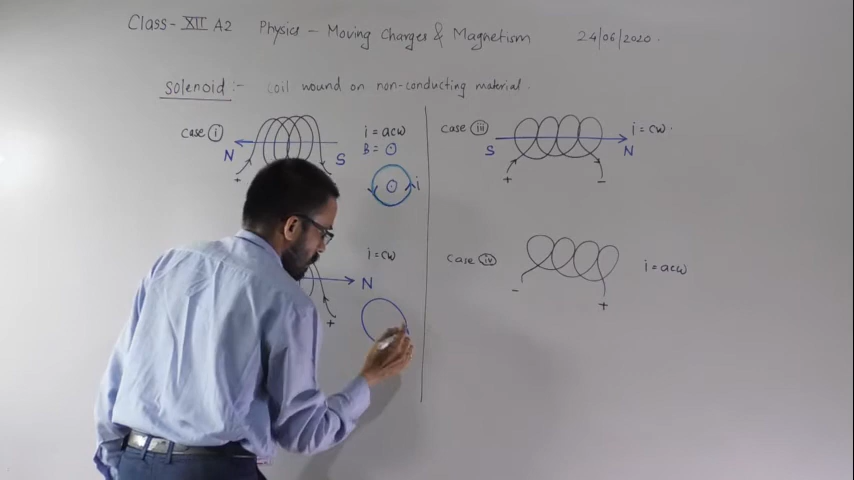 Class-XII A2 Physics - Moving Charges & Magnetism 24/06/2020.
Solenoid :- coil wound on non-conducting material.
case (i)
i = acw
B = ⊙
N
S
+
i
i = cw
N
+
case (iii)
i = cw.
S
N
+
-
case (iv)
i = acw
-
+